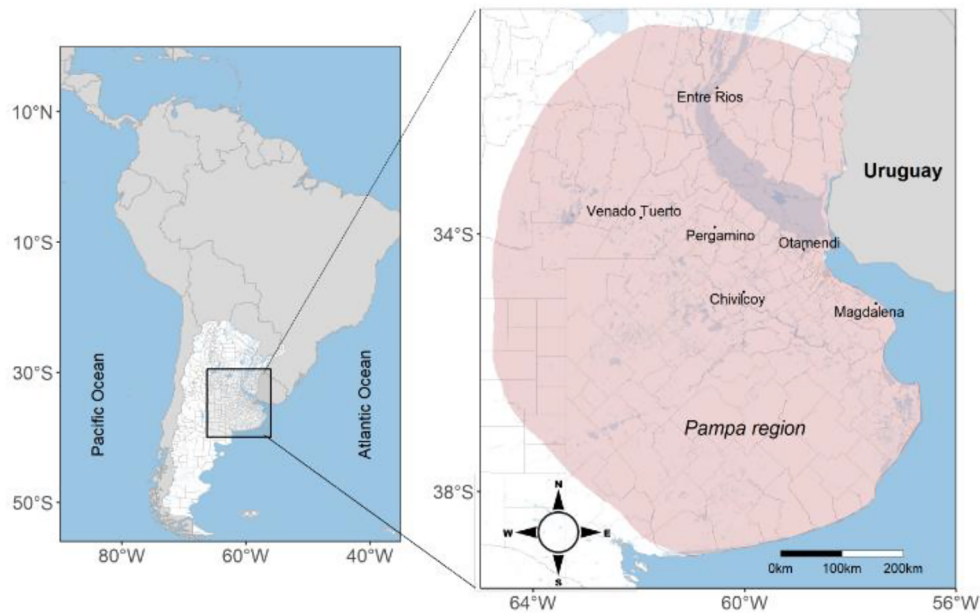 10°N
10°S
30°S
50°S
80°W
60°W
40°W
Pacific Ocean
Atlantic Ocean
34°S
38°S
64°W
60°W
56°W
Entre Rios
Uruguay
Venado Tuerto
Pergamino
Otamendi
Chivilcoy
Magdalena
Pampa region
N
W
E
S
0km 100km 200km